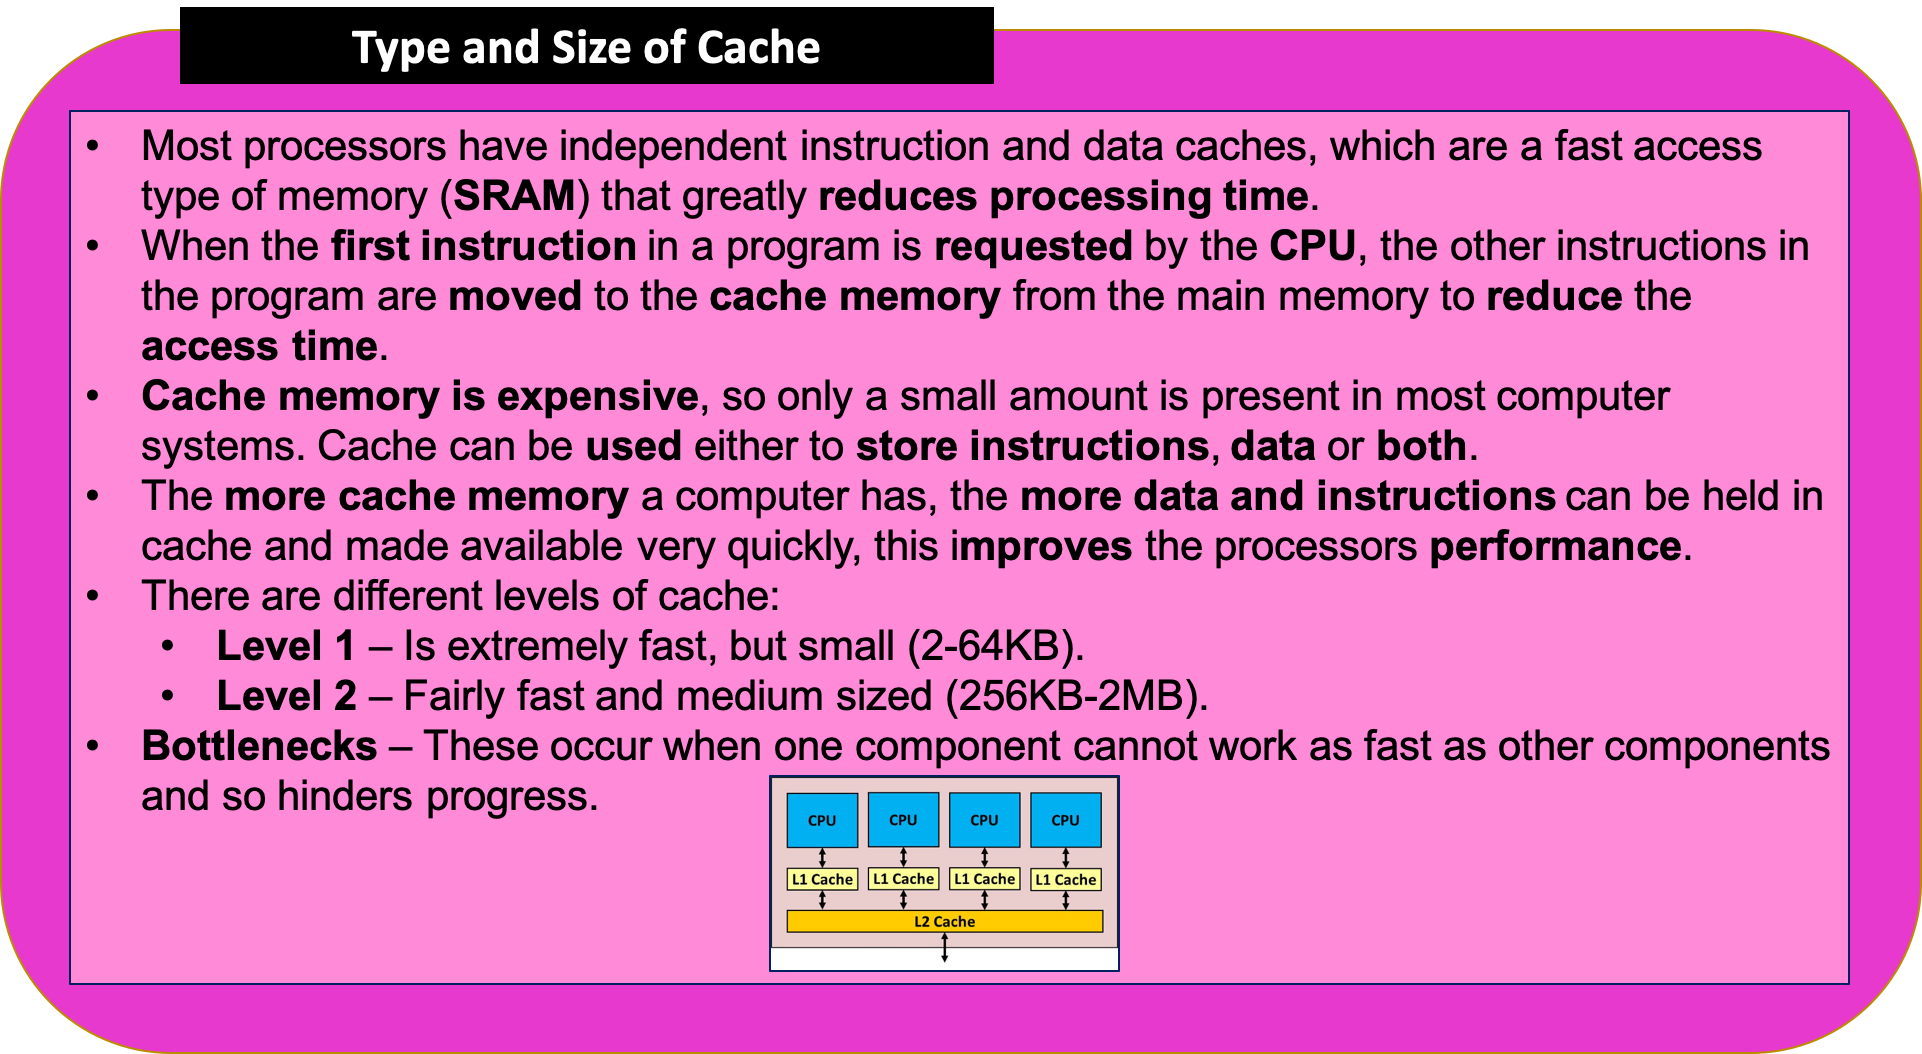 Type and Size of Cache
• Most processors have independent instruction and data caches, which are a fast access
type of memory (SRAM) that greatly reduces processing time.
• When the first instruction in a program is requested by the CPU, the other instructions in
the program are moved to the cache memory from the main memory to reduce the
access time.
• Cache memory is expensive, so only a small amount is present in most computer
systems. Cache can be used either to store instructions, data or both.
• The more cache memory a computer has, the more data and instructions can be held in
cache and made available very quickly, this improves the processors performance.
• There are different levels of cache:
• Level 1 – Is extremely fast, but small (2-64KB).
• Level 2 – Fairly fast and medium sized (256KB-2MB).
• Bottlenecks – These occur when one component cannot work as fast as other components
and so hinders progress.
CPU CPU CPU CPU
L1 Cache L1 Cache L1 Cache L1 Cache
L2 Cache